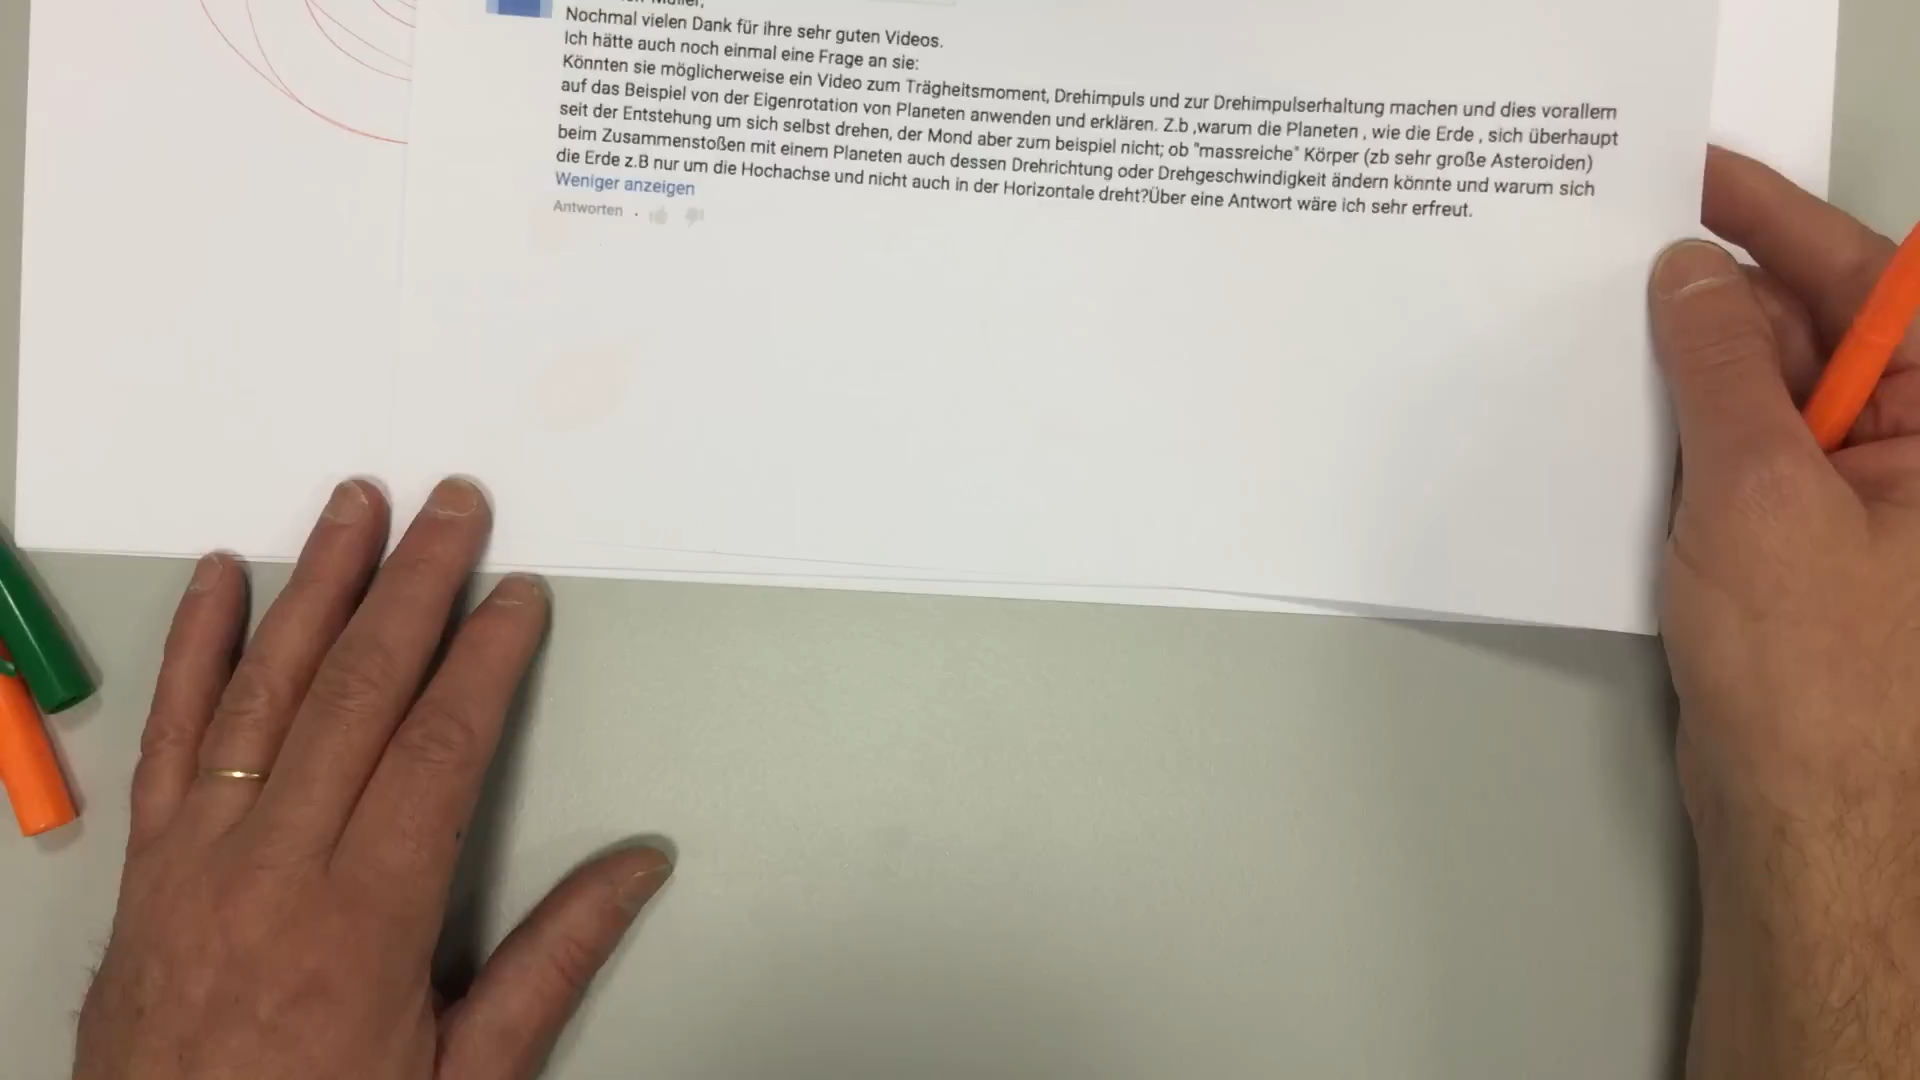 Nochmal vielen Dank für ihre sehr guten Videos.
Ich hätte auch noch einmal eine Frage an sie:
Könnten sie möglicherweise ein Video zum Trägheitsmoment, Drehimpuls und zur Drehimpulserhaltung machen und dies vorallem
auf das Beispiel von der Eigenrotation von Planeten anwenden und erklären. Z.b ,warum die Planeten , wie die Erde , sich überhaupt
seit der Entstehung um sich selbst drehen, der Mond aber zum beispiel nicht; ob "massreiche" Körper (zb sehr große Asteroiden)
beim Zusammenstoßen mit einem Planeten auch dessen Drehrichtung oder Drehgeschwindigkeit ändern könnte und warum sich
die Erde z.B nur um die Hochachse und nicht auch in der Horizontale dreht?Über eine Antwort wäre ich sehr erfreut.
Weniger anzeigen
Antworten .